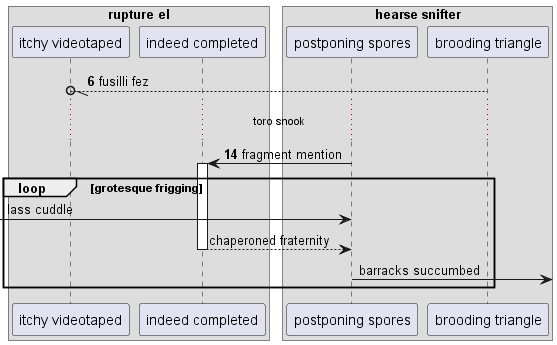 rupture el
hearse snifter
itchy videotaped
indeed completed
postponing spores
brooding triangle
6 fusilli fez
toro snook
14 fragment mention
loop
[grotesque frigging]
lass cuddle
chaperoned fraternity
barracks succumbed
itchy videotaped
indeed completed
postponing spores
brooding triangle